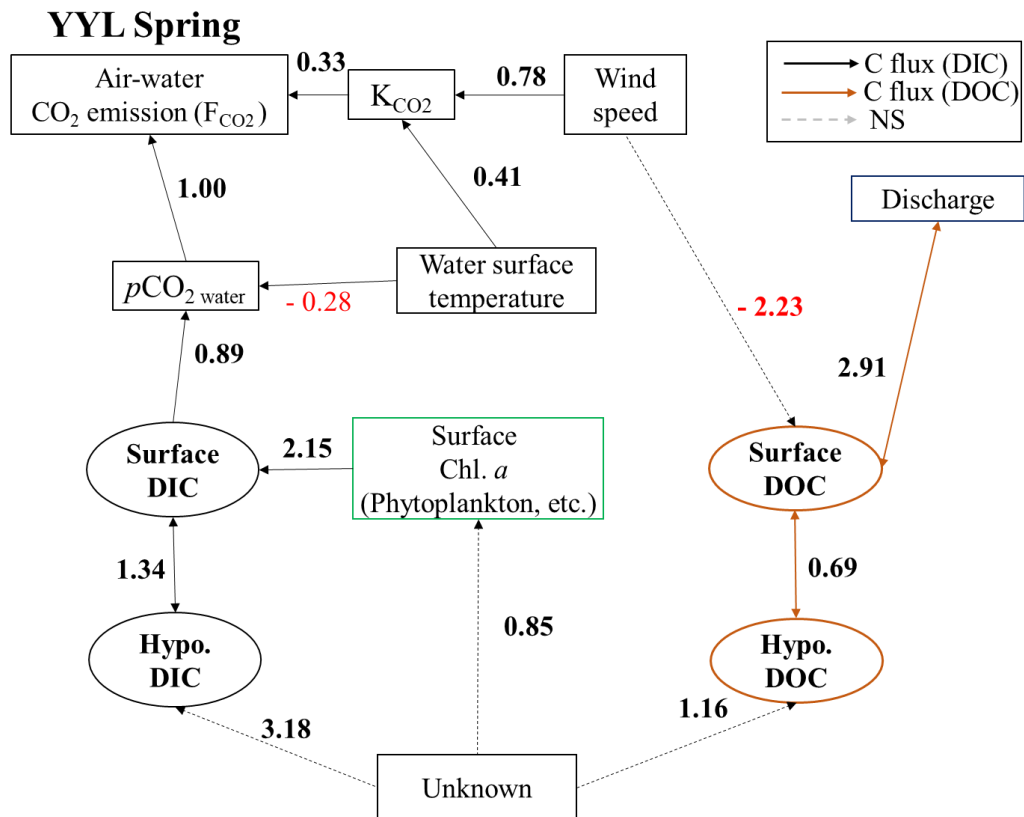 YYL Spring
Air-water
CO₂ emission (F_CO2)
0.33
K_CO2
0.78
Wind
speed
C flux (DIC)
C flux (DOC)
NS
1.00
0.41
Discharge
pCO₂ water
- 0.28
Water surface
temperature
- 2.23
0.89
2.91
Surface
DIC
2.15
Surface
Chl. a
(Phytoplankton, etc.)
Surface
DOC
1.34
0.69
Hypo.
DIC
0.85
Hypo.
DOC
3.18
1.16
Unknown